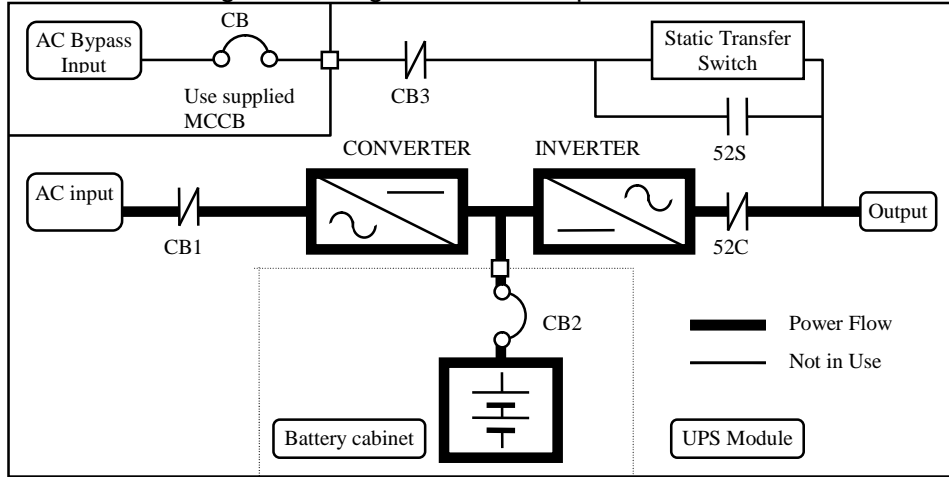 CB
AC Bypass
Input
Static Transfer
Switch
Use supplied
MCCB
CB3
52S
CONVERTER
INVERTER
AC input
Output
CB1
52C
CB2
Power Flow
Not in Use
Battery cabinet
UPS Module